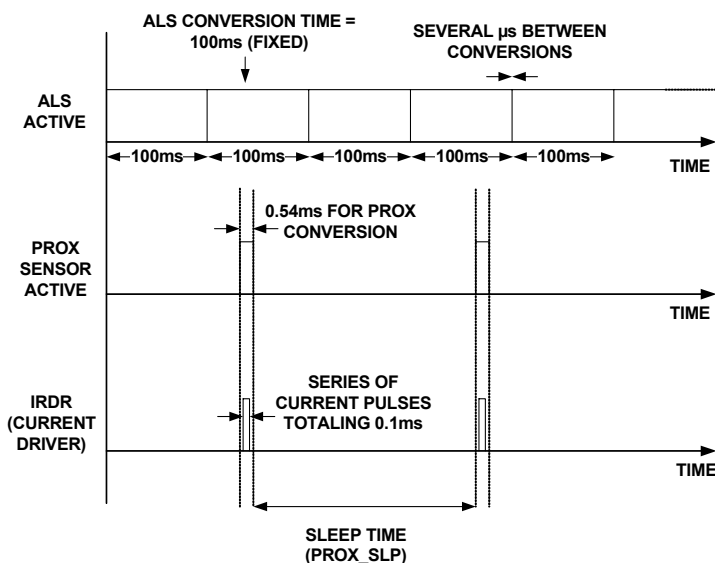 ALS CONVERSION TIME =
100ms (FIXED)
SEVERAL µs BETWEEN
CONVERSIONS
ALS
ACTIVE
100ms 100ms 100ms 100ms 100ms
TIME
0.54ms FOR PROX
CONVERSION
PROX
SENSOR
ACTIVE
TIME
SERIES OF
CURRENT PULSES
TOTALING 0.1ms
IRDR
(CURRENT
DRIVER)
TIME
SLEEP TIME
(PROX_SLP)